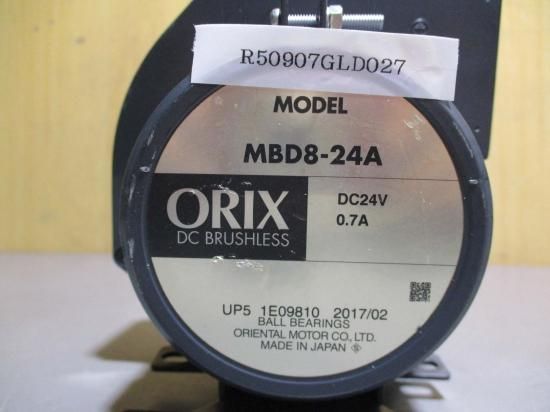 R50907GLD027
MODEL
MBD8-24A
ORIX
DC BRUSHLESS
DC24V
0.7A
UP5 1E09810 2017/02
BALL BEARINGS
ORIENTAL MOTOR CO., LTD.
MADE IN JAPAN Ⓢ